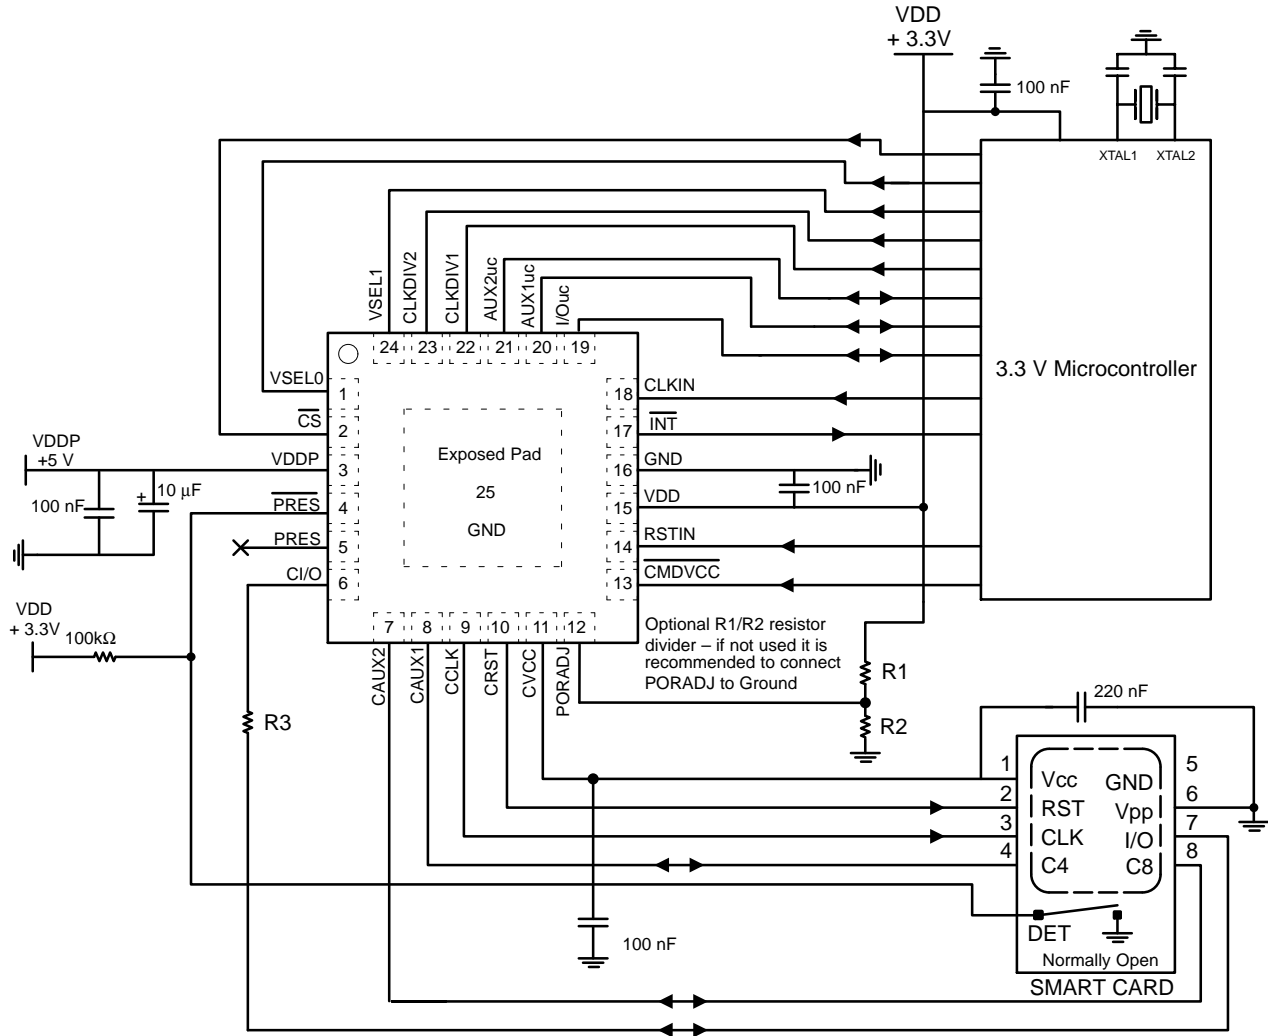 VDD
+ 3.3V
100 nF
XTAL1 XTAL2
3.3 V Microcontroller
VSEL1
CLKDIV2
CLKDIV1
AUX2uc
AUX1uc
I/Ouc
24 23 22 21 20 19
VSEL0
1
CS
2
VDDP
+5 V
VDDP
3
100 nF
+
10 μF
PRES
4
PRES
5
CI/O
6
Exposed Pad
25
GND
18
CLKIN
17
INT
16
GND
100 nF
15
VDD
14
RSTIN
13
CMDVCC
VDD
+ 3.3V
100kΩ
7 8 9 10 11 12
CAUX2
CAUX1
CCLK
CRST
CVCC
PORADJ
Optional R1/R2 resistor
divider – if not used it is
recommended to connect
PORADJ to Ground
R1
R2
R3
220 nF
1
Vcc
GND
5
2
RST
Vpp
6
3
CLK
I/O
7
4
C4
C8
8
DET
Normally Open
SMART CARD
100 nF